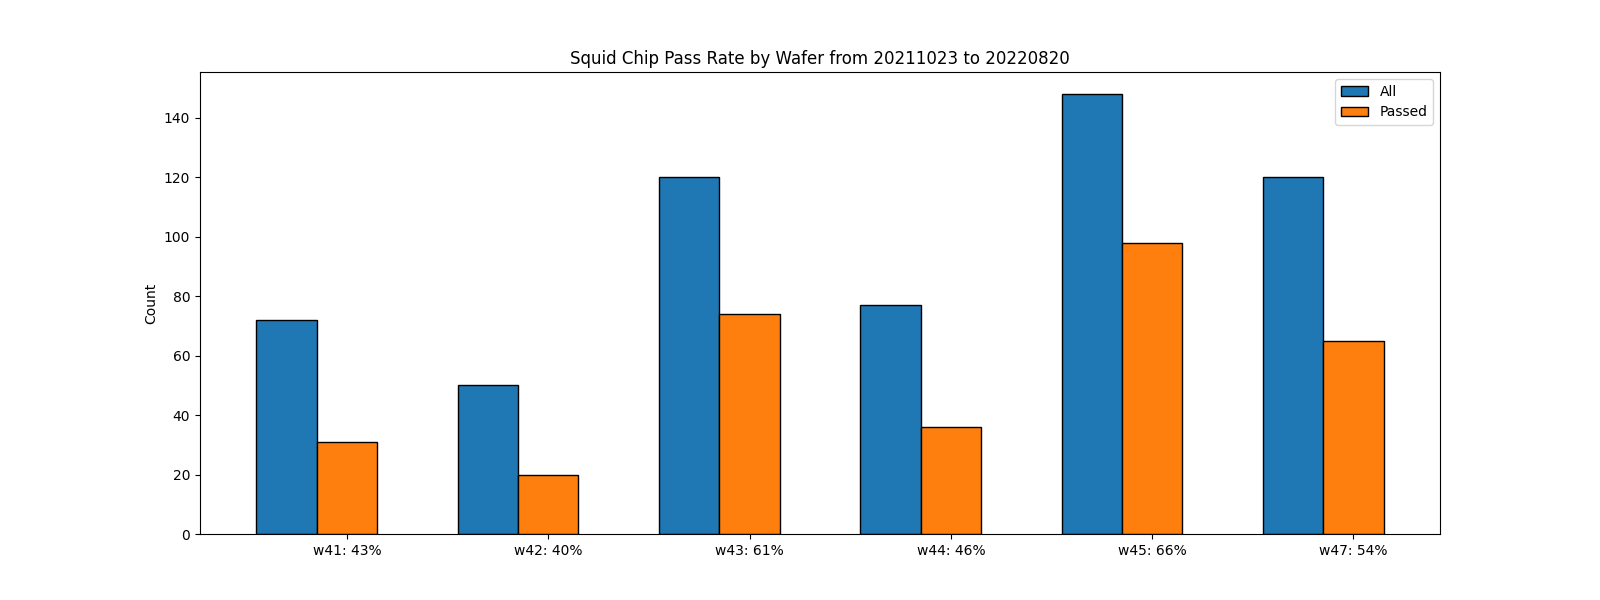 Squid Chip Pass Rate by Wafer from 20211023 to 20220820
All
Passed
140
120
100
80
60
40
20
0
Count
w41: 43%
w42: 40%
w43: 61%
w44: 46%
w45: 66%
w47: 54%